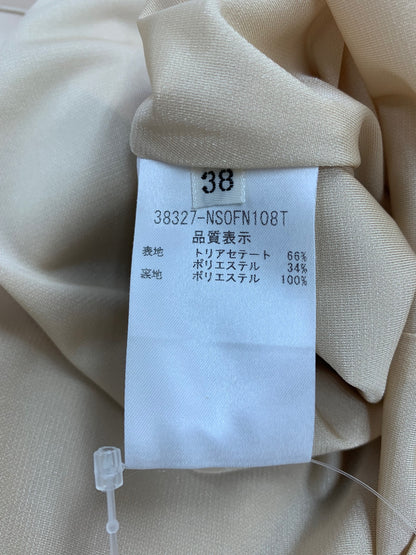 38
38327-NSOFN108T
品質表示
表地 トリアセテート 66%
ポリエステル 34%
裏地 ポリエステル 100%